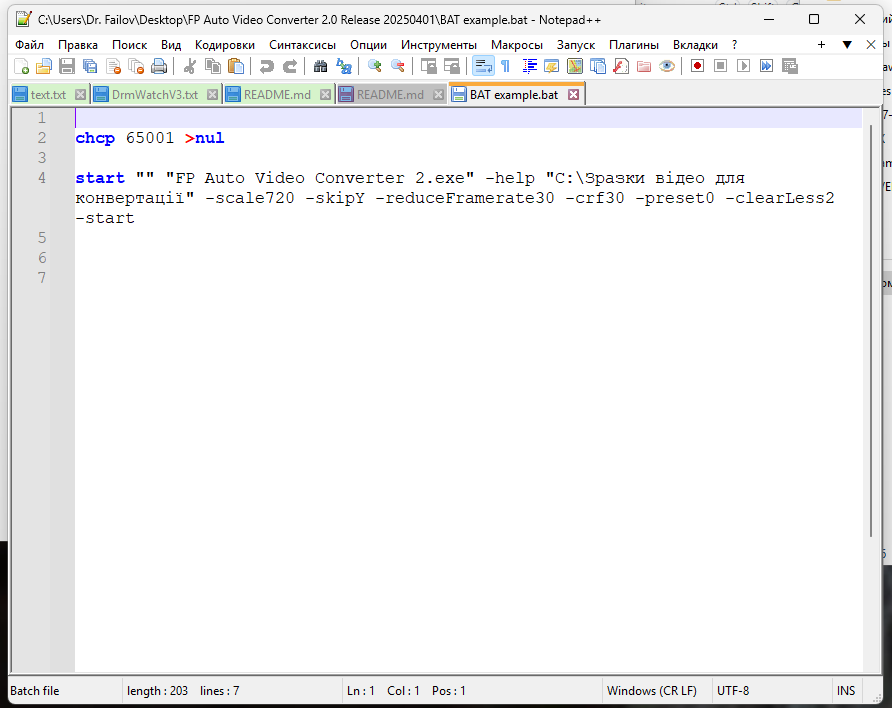 C:\Users\Dr. Failov\Desktop\FP Auto Video Converter 2.0 Release 20250401\BAT example.bat - Notepad++
Файл Правка Поиск Вид Кодировки Синтаксисы Опции Инструменты Макросы Запуск Плагины Вкладки ?
text.txt DrmWatchV3.txt README.md README.md BAT example.bat
1
2 chcp 65001 >nul
3
4 start "" "FP Auto Video Converter 2.exe" -help "C:\Зразки відео для
конвертації" -scale720 -skipY -reduceFramerate30 -crf30 -preset0 -clearLess2
-start
5
6
7
Batch file length : 203 lines : 7 Ln : 1 Col : 1 Pos : 1 Windows (CR LF) UTF-8 INS